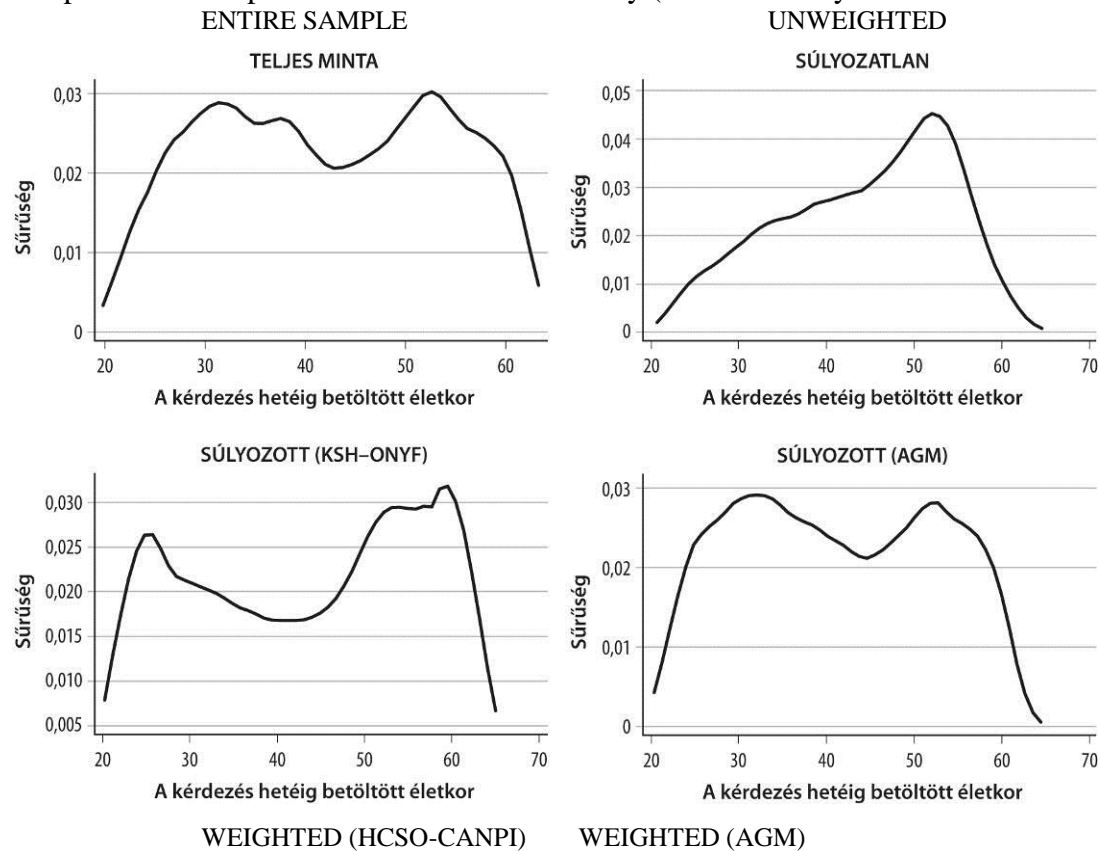 ENTIRE SAMPLE UNWEIGHTED
TELJES MINTA
0,03
0,02
0,01
0
Sűrűség
20 30 40 50 60
A kérdezés hetéig betöltött életkor
SÚLYOZATLAN
0,05
0,04
0,03
0,02
0,01
0
Sűrűség
20 30 40 50 60 70
A kérdezés hetéig betöltött életkor
SÚLYOZOTT (KSH–ONYF)
0,030
0,025
0,020
0,015
0,010
0,005
Sűrűség
20 30 40 50 60 70
A kérdezés hetéig betöltött életkor
SÚLYOZOTT (AGM)
0,03
0,02
0,01
0
Sűrűség
20 30 40 50 60 70
A kérdezés hetéig betöltött életkor
WEIGHTED (HCSO-CANPI) WEIGHTED (AGM)